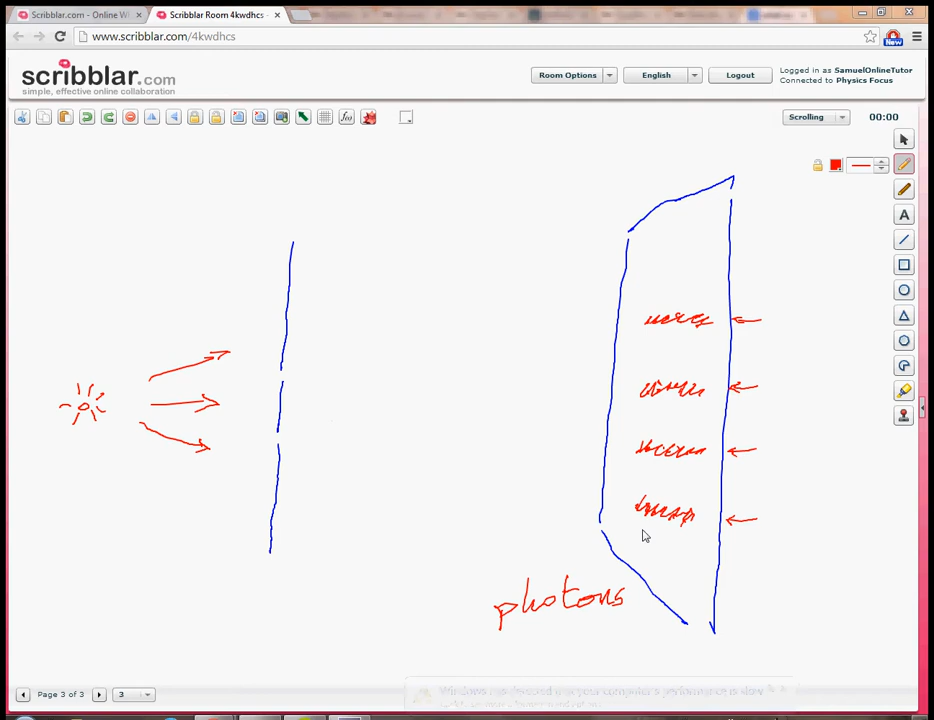 Scribblar.com - Online W
Scribblar Room 4kwdhcs
www.scribblar.com/4kwdhcs
New
scribblar.com
simple, effective online collaboration
Room Options
English
Logout
Logged in as SamuelOnlineTutor
Connected to Physics Focus
f(x)
Scrolling
00:00
A
photons
Page 3 of 3
3